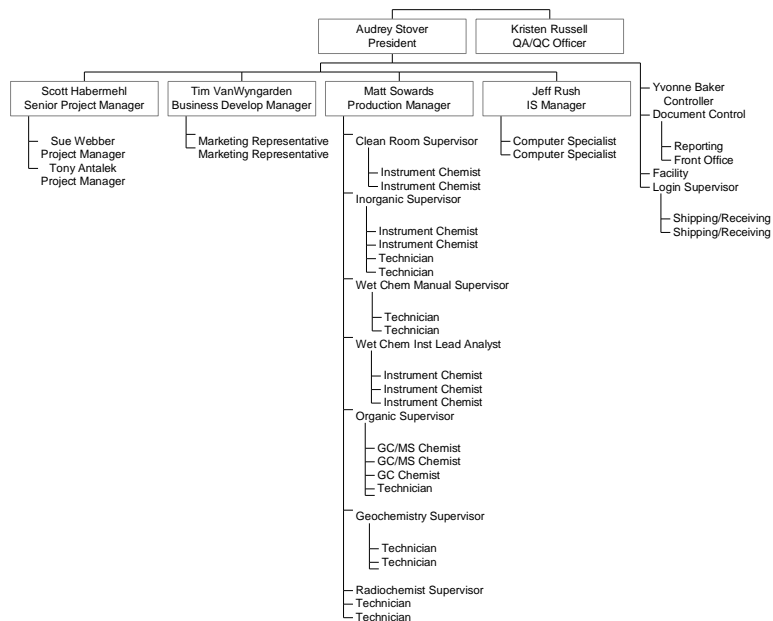 Audrey Stover
President
Kristen Russell
QA/QC Officer
Scott Habermehl
Senior Project Manager
Sue Webber
Project Manager
Tony Antalek
Project Manager
Tim VanWyngarden
Business Develop Manager
Marketing Representative
Marketing Representative
Matt Sowards
Production Manager
Clean Room Supervisor
Instrument Chemist
Instrument Chemist
Inorganic Supervisor
Instrument Chemist
Instrument Chemist
Technician
Technician
Wet Chem Manual Supervisor
Technician
Technician
Wet Chem Inst Lead Analyst
Instrument Chemist
Instrument Chemist
Instrument Chemist
Organic Supervisor
GC/MS Chemist
GC/MS Chemist
GC Chemist
Technician
Geochemistry Supervisor
Technician
Technician
Radiochemist Supervisor
Technician
Technician
Jeff Rush
IS Manager
Computer Specialist
Computer Specialist
Yvonne Baker
Controller
Document Control
Reporting
Front Office
Facility
Login Supervisor
Shipping/Receiving
Shipping/Receiving